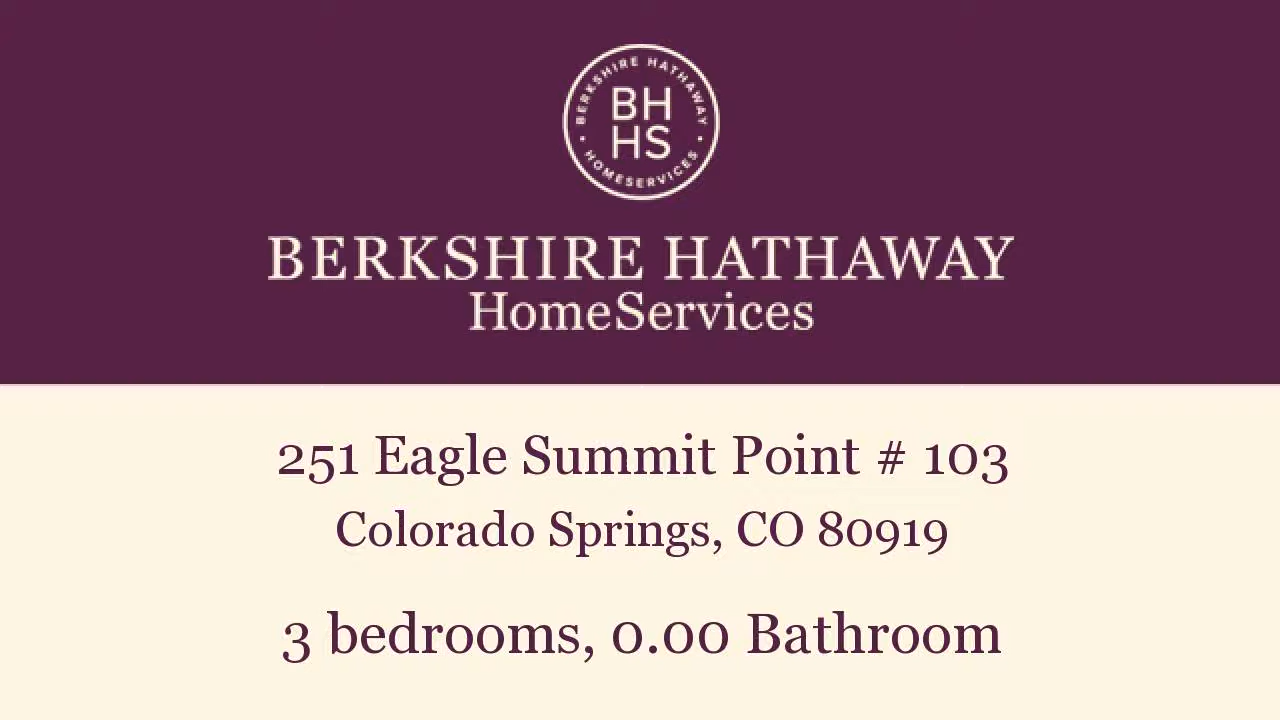 BERKSHIRE HATHAWAY
BH
HS
HOMESERVICES
BERKSHIRE HATHAWAY
HomeServices
251 Eagle Summit Point # 103
Colorado Springs, CO 80919
3 bedrooms, 0.00 Bathroom